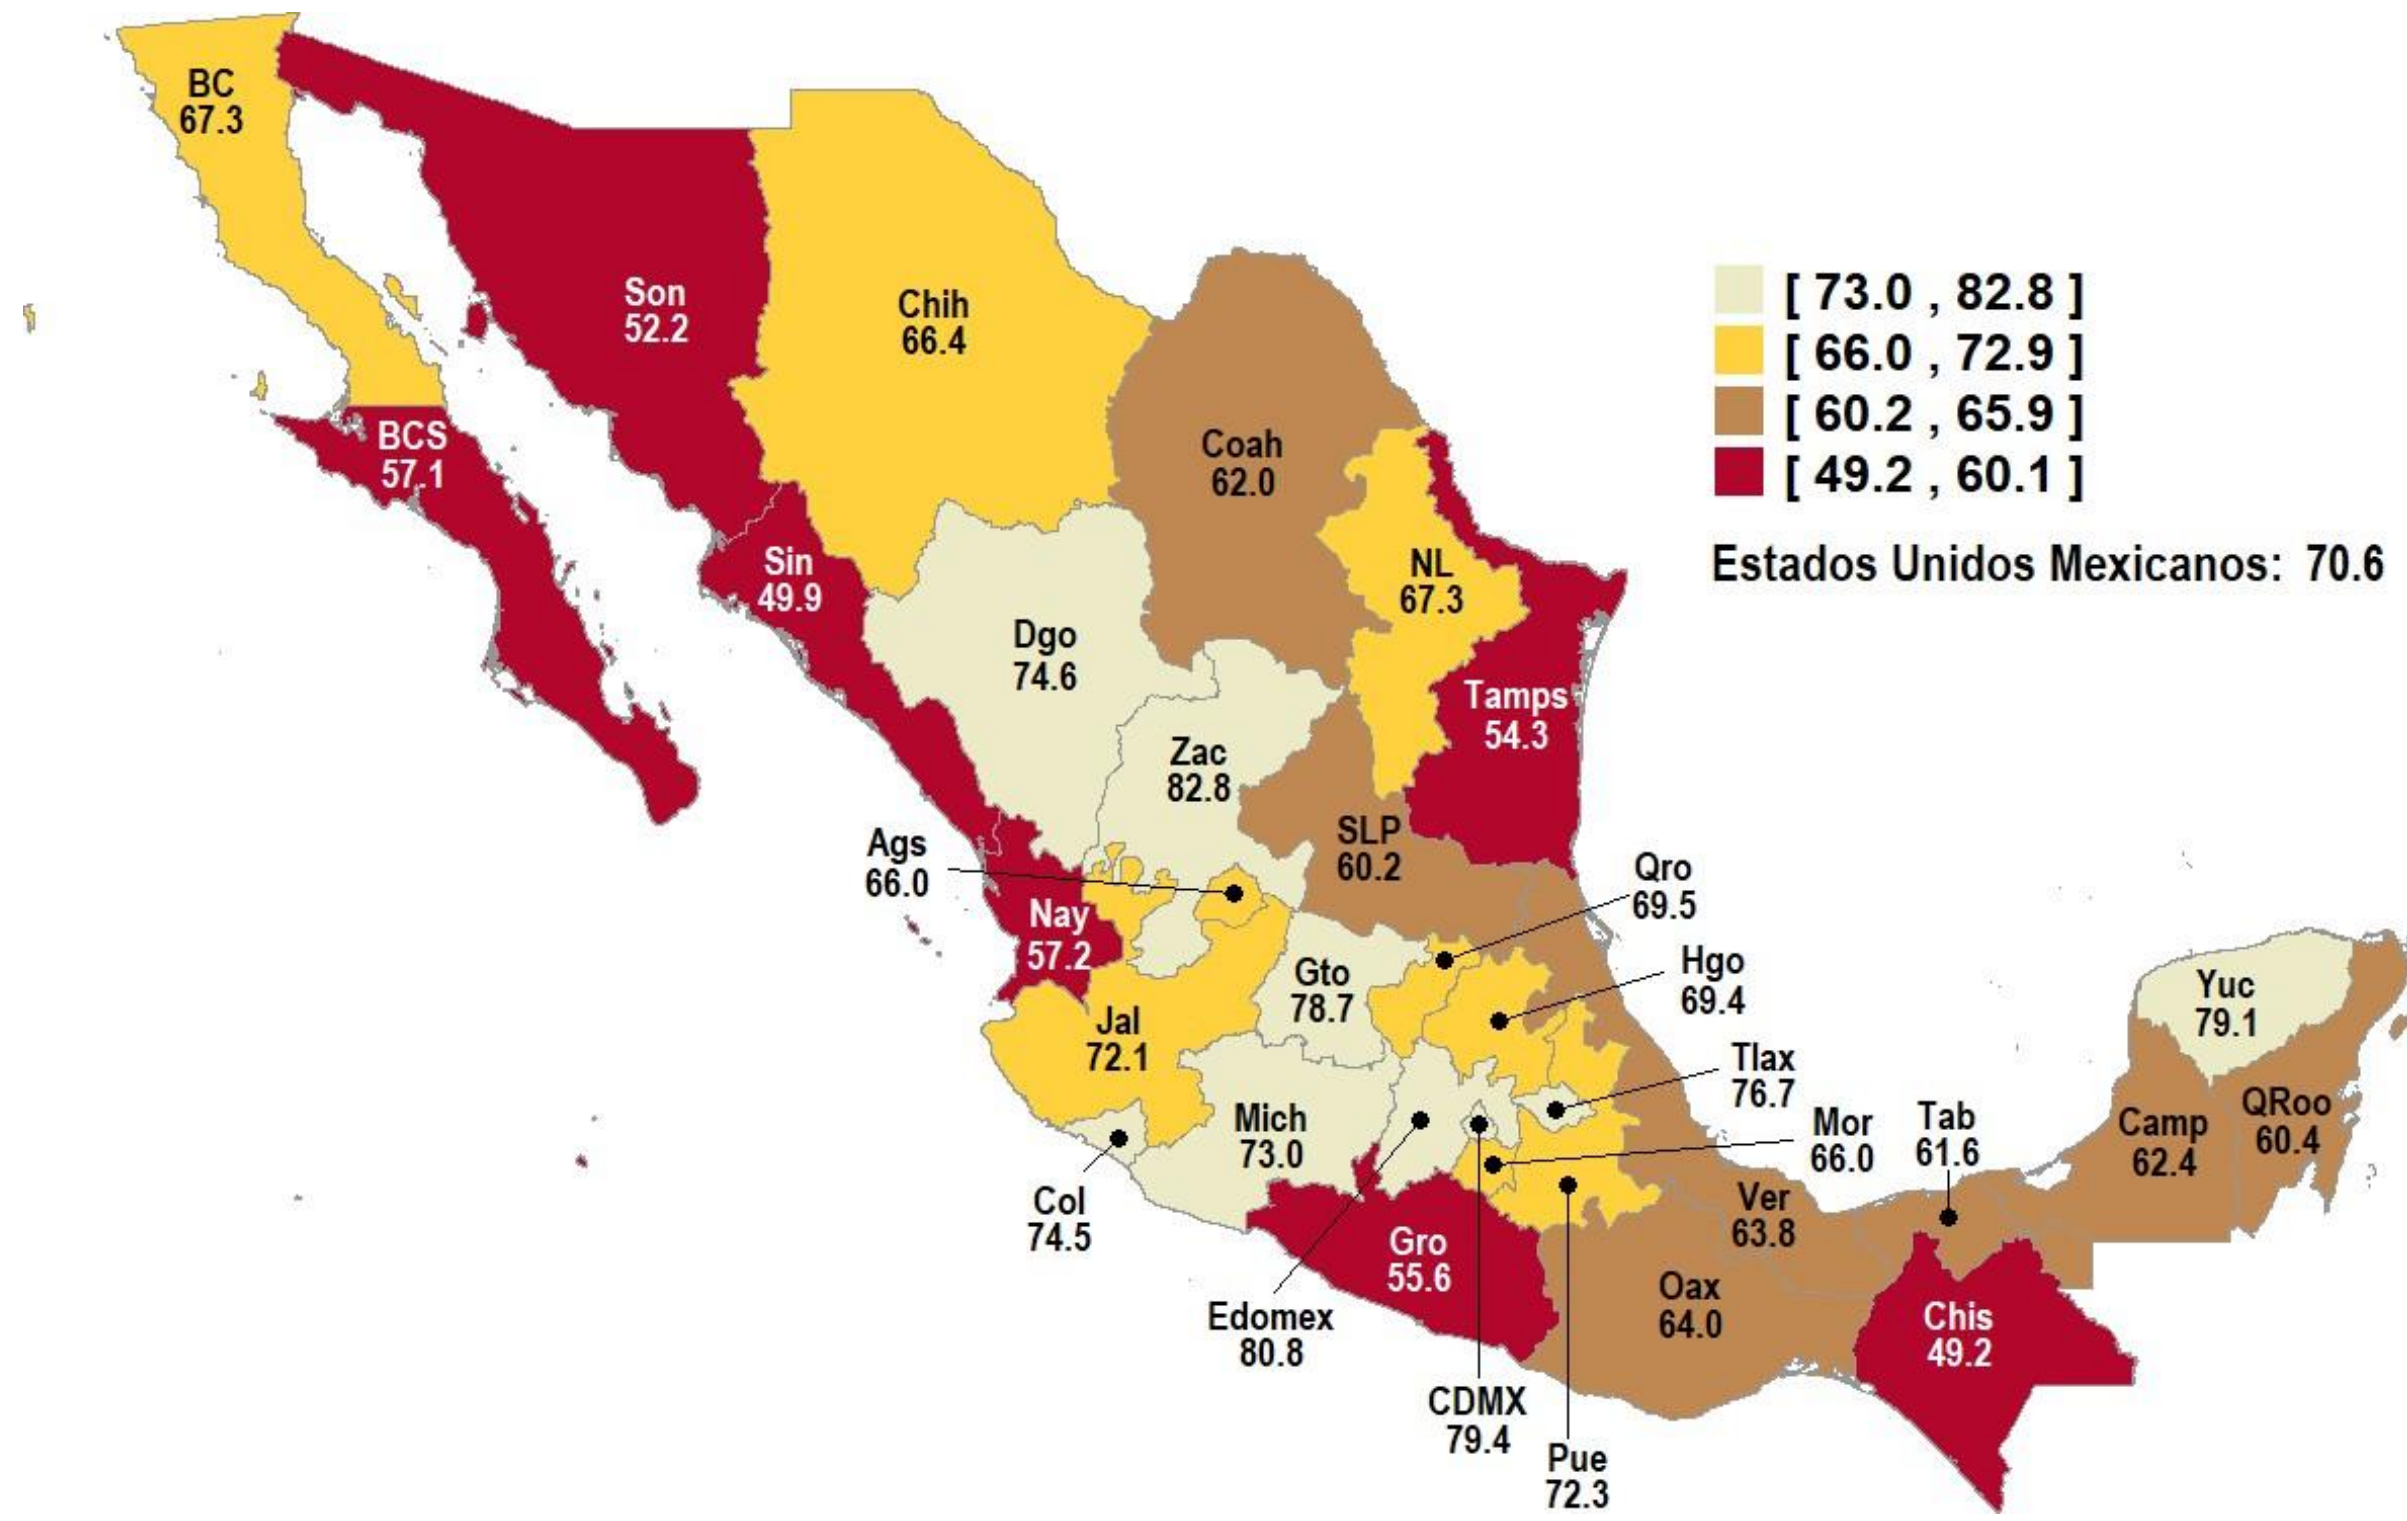 BC
67.3
Son
52.2
Chih
66.4
[ 73.0 , 82.8 ]
[ 66.0 , 72.9 ]
[ 60.2 , 65.9 ]
[ 49.2 , 60.1 ]
Estados Unidos Mexicanos: 70.6
BCS
57.1
Coah
62.0
Sin
49.9
NL
67.3
Dgo
74.6
Tamps
54.3
Zac
82.8
Ags
66.0
SLP
60.2
Qro
69.5
Nay
57.2
Gto
78.7
Hgo
69.4
Yuc
79.1
Jal
72.1
Tlax
76.7
Mich
73.0
Mor
66.0
Tab
61.6
Camp
62.4
QRoo
60.4
Col
74.5
Ver
63.8
Gro
55.6
Oax
64.0
Edomex
80.8
Chis
49.2
CDMX
79.4
Pue
72.3